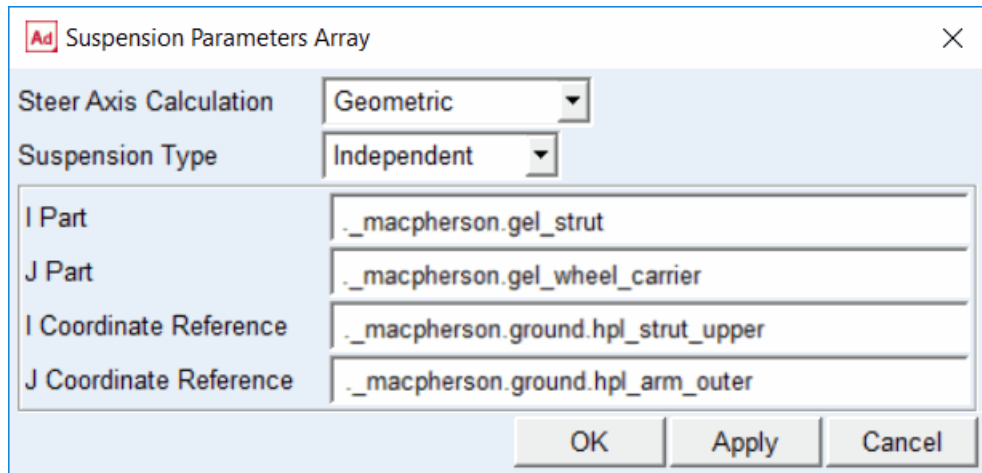 Ad Suspension Parameters Array
Steer Axis Calculation Geometric
Suspension Type Independent
I Part ._macpherson.gel_strut
J Part ._macpherson.gel_wheel_carrier
I Coordinate Reference ._macpherson.ground.hpl_strut_upper
J Coordinate Reference ._macpherson.ground.hpl_arm_outer
OK Apply Cancel